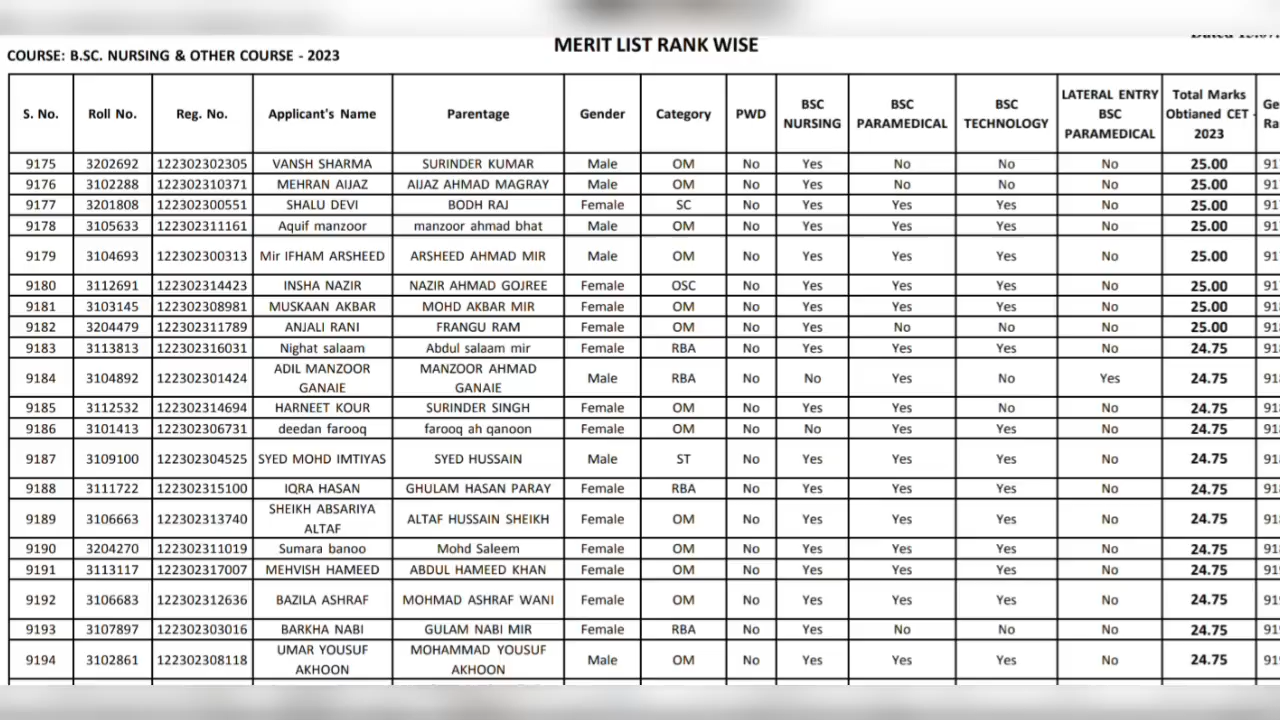 MERIT LIST RANK WISE
COURSE: B.SC. NURSING & OTHER COURSE - 2023
S. No. Roll No. Reg. No. Applicant's Name Parentage Gender Category PWD BSC NURSING BSC PARAMEDICAL BSC TECHNOLOGY LATERAL ENTRY BSC PARAMEDICAL Total Marks Obtianed CET - 2023
9175 3202692 122302302305 VANSH SHARMA SURINDER KUMAR Male OM No Yes No No No 25.00
9176 3102288 122302310371 MEHRAN AIJAZ AIJAZ AHMAD MAGRAY Male OM No Yes No No No 25.00
9177 3201808 122302300551 SHALU DEVI BODH RAJ Female SC No Yes Yes Yes No 25.00
9178 3105633 122302311161 Aquif manzoor manzoor ahmad bhat Male OM No Yes Yes Yes No 25.00
9179 3104693 122302300313 Mir IFHAM ARSHEED ARSHEED AHMAD MIR Male OM No Yes Yes Yes No 25.00
9180 3112691 122302314423 INSHA NAZIR NAZIR AHMAD GOJREE Female OSC No Yes Yes Yes No 25.00
9181 3103145 122302308981 MUSKAAN AKBAR MOHD AKBAR MIR Female OM No Yes Yes Yes No 25.00
9182 3204479 122302311789 ANJALI RANI FRANGU RAM Female OM No Yes No No No 25.00
9183 3113813 122302316031 Nighat salaam Abdul salaam mir Female RBA No Yes Yes Yes No 24.75
9184 3104892 122302301424 ADIL MANZOOR GANAIE MANZOOR AHMAD GANAIE Male RBA No No Yes No Yes 24.75
9185 3112532 122302314694 HARNEET KOUR SURINDER SINGH Female OM No Yes Yes No No 24.75
9186 3101413 122302306731 deedan farooq farooq ah qanoon Female OM No No Yes Yes No 24.75
9187 3109100 122302304525 SYED MOHD IMTIYAS SYED HUSSAIN Male ST No Yes Yes Yes No 24.75
9188 3111722 122302315100 IQRA HASAN GHULAM HASAN PARAY Female RBA No Yes Yes Yes No 24.75
9189 3106663 122302313740 SHEIKH ABSARIYA ALTAF ALTAF HUSSAIN SHEIKH Female OM No Yes Yes Yes No 24.75
9190 3204270 122302311019 Sumara banoo Mohd Saleem Female OM No Yes Yes Yes No 24.75
9191 3113117 122302317007 MEHVISH HAMEED ABDUL HAMEED KHAN Female OM No Yes Yes Yes No 24.75
9192 3106683 122302312636 BAZILA ASHRAF MOHMAD ASHRAF WANI Female OM No Yes Yes Yes No 24.75
9193 3107897 122302303016 BARKHA NABI GULAM NABI MIR Female RBA No Yes No No No 24.75
9194 3102861 122302308118 UMAR YOUSUF AKHOON MOHAMMAD YOUSUF AKHOON Male OM No Yes Yes Yes No 24.75